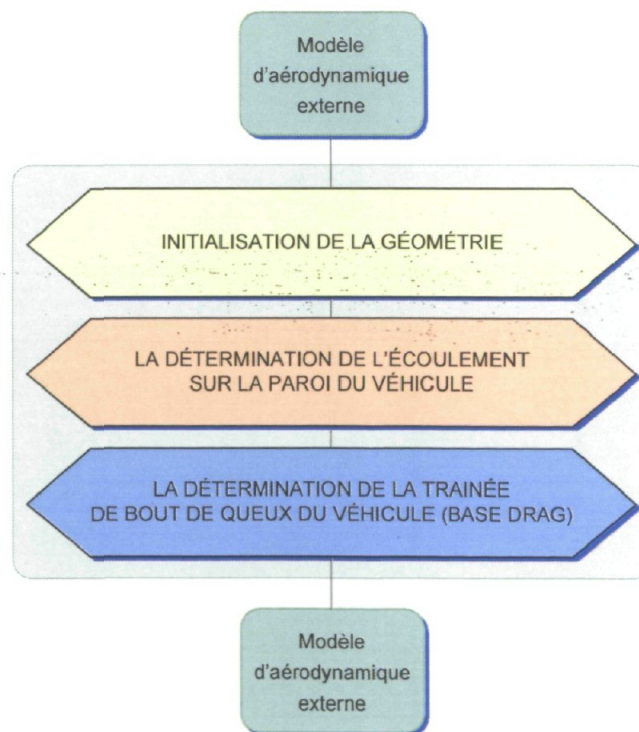 Modèle
d'aérodynamique
externe
INITIALISATION DE LA GÉOMÉTRIE
LA DÉTERMINATION DE L'ÉCOULEMENT
SUR LA PAROI DU VÉHICULE
LA DÉTERMINATION DE LA TRAINÉE
DE BOUT DE QUEUX DU VÉHICULE (BASE DRAG)
Modèle
d'aérodynamique
externe